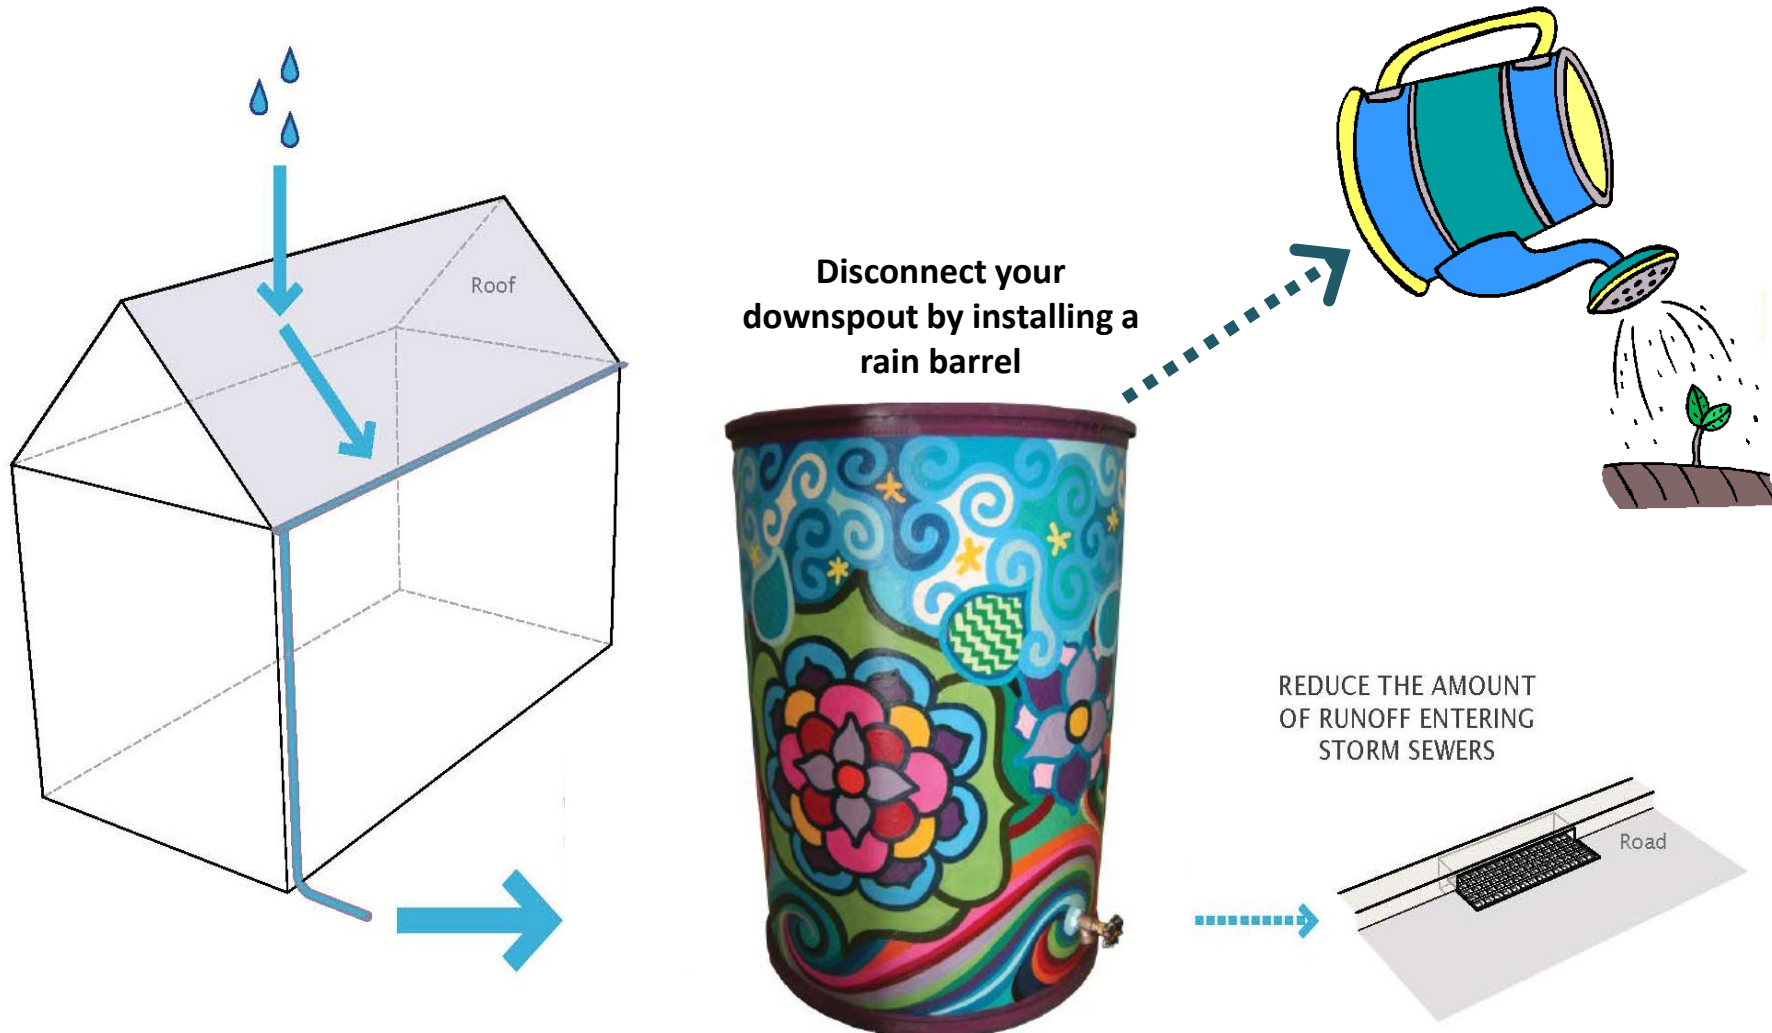 Roof
Disconnect your
downspout by installing a
rain barrel
REDUCE THE AMOUNT
OF RUNOFF ENTERING
STORM SEWERS
Road